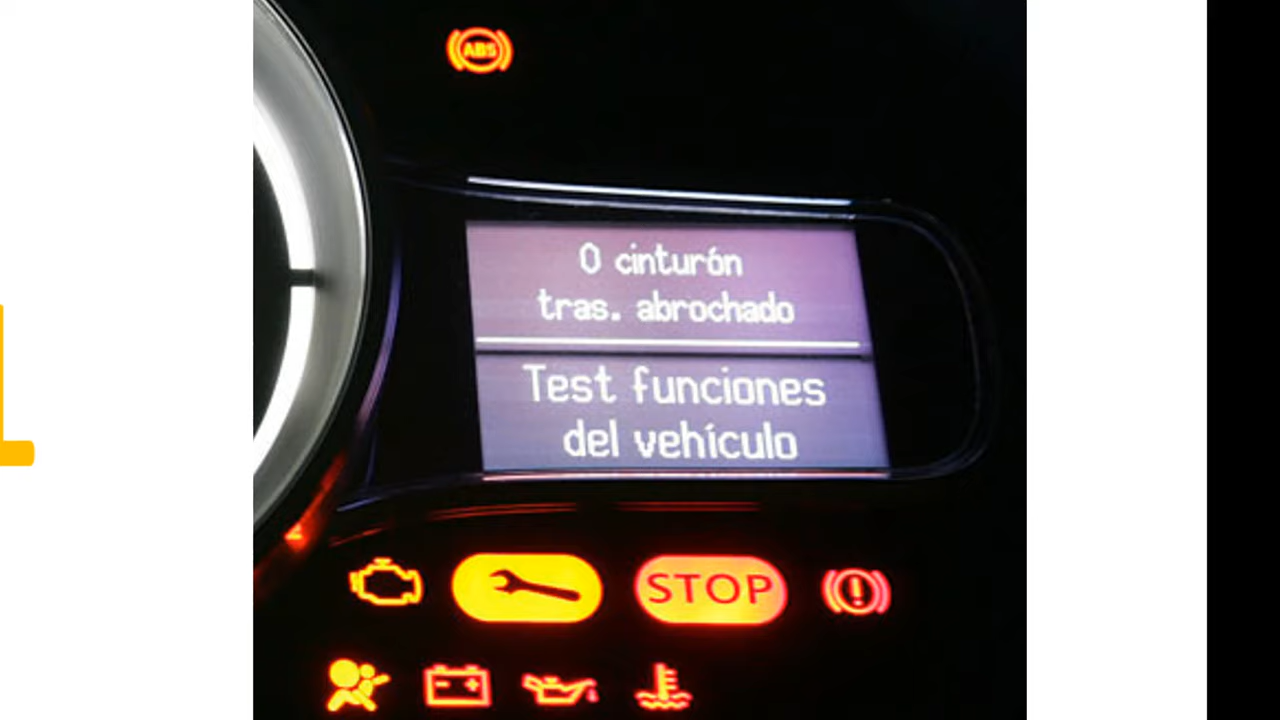 ABS
0 cinturón
tras. abrochado
Test funciones
del vehículo
STOP